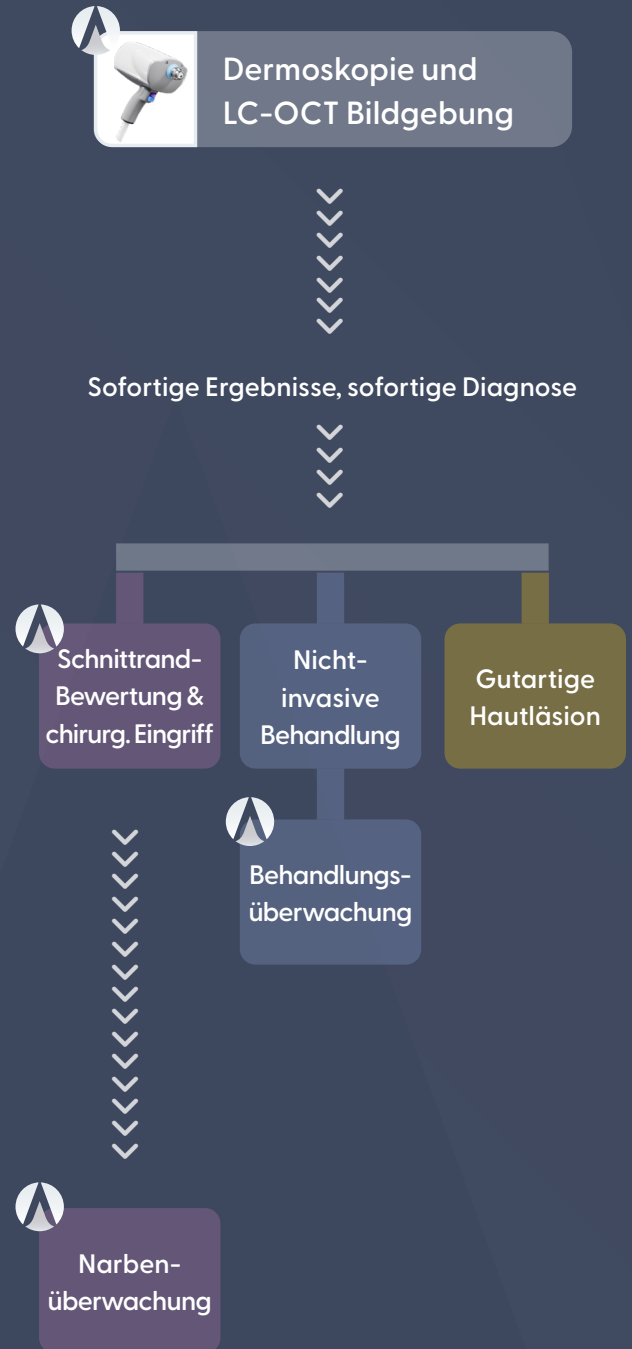 Dermoskopie und
LC-OCT Bildgebung
Sofortige Ergebnisse, sofortige Diagnose
Schnittrand-
Bewertung &
chirurg. Eingriff
Nicht-
invasive
Behandlung
Gutartige
Hautläsion
Behandlungs-
überwachung
Narben-
überwachung